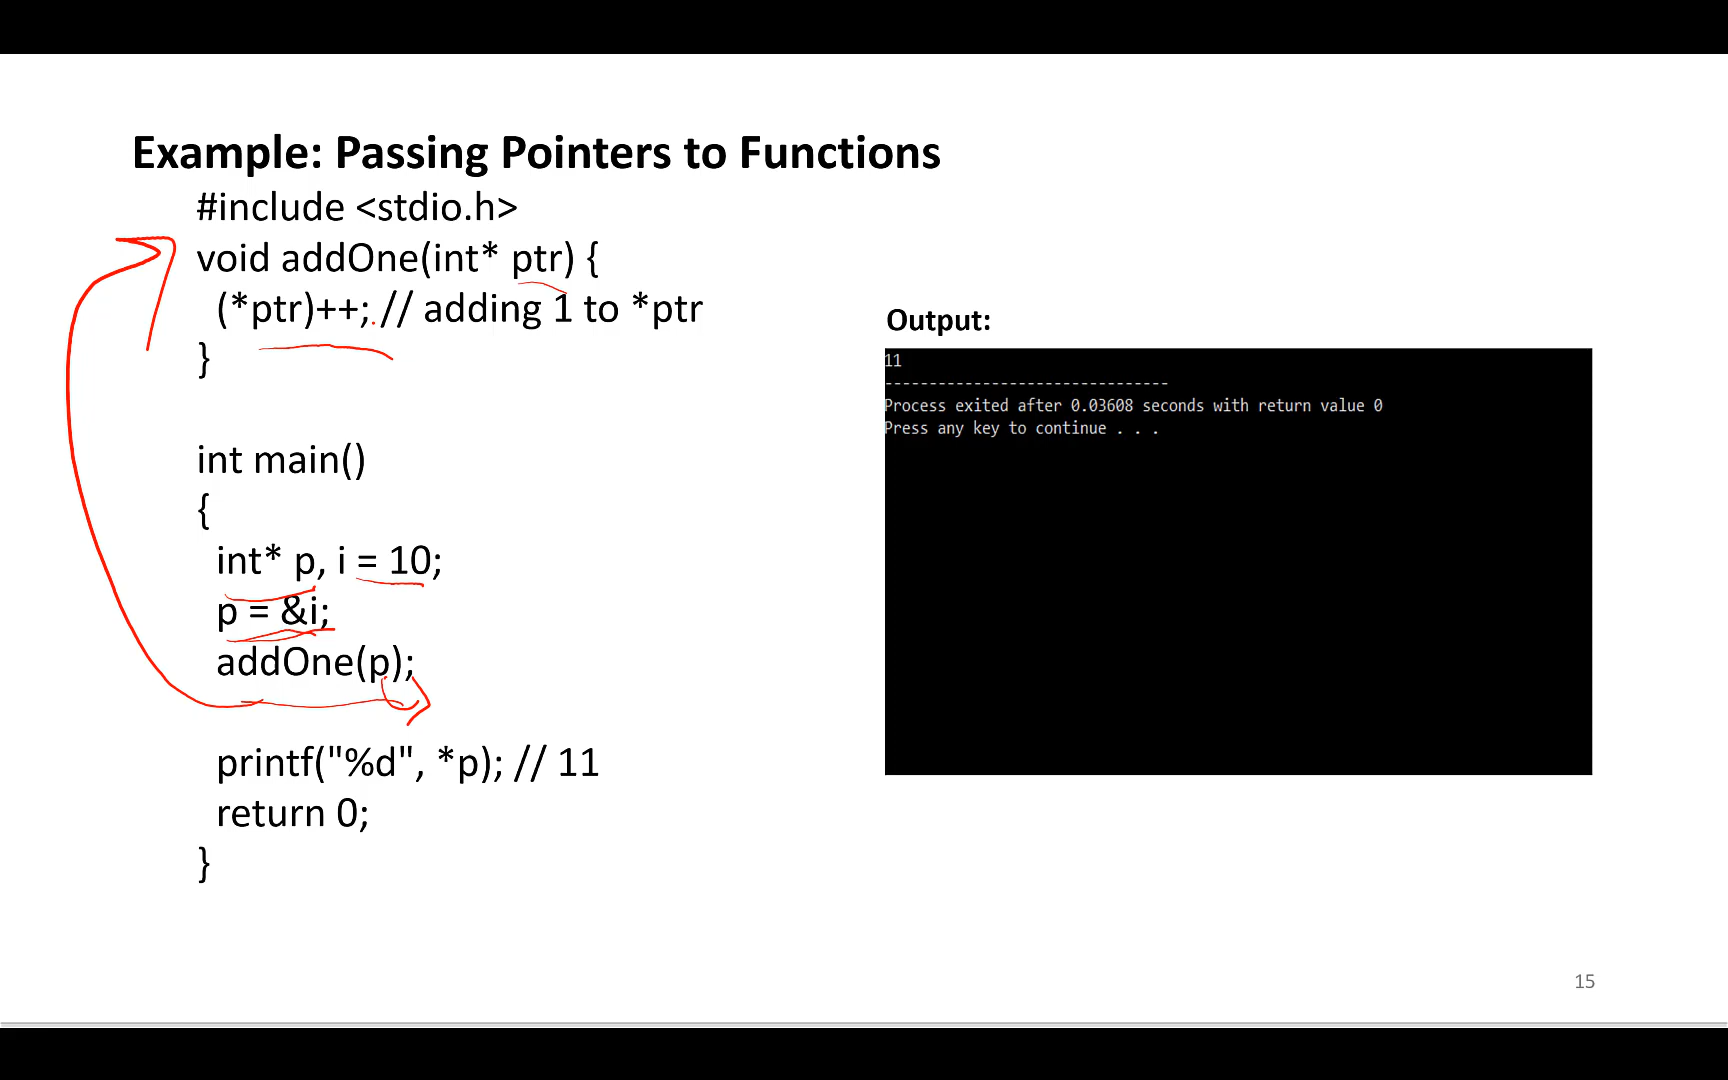 Example: Passing Pointers to Functions
#include <stdio.h>
void addOne(int* ptr) {
(*ptr)++; // adding 1 to *ptr
}
int main()
{
int* p, i = 10;
p = &i;
addOne(p);
printf("%d", *p); // 11
return 0;
}
Output:
11
--------------------------------
Process exited after 0.03608 seconds with return value 0
Press any key to continue . . .
15